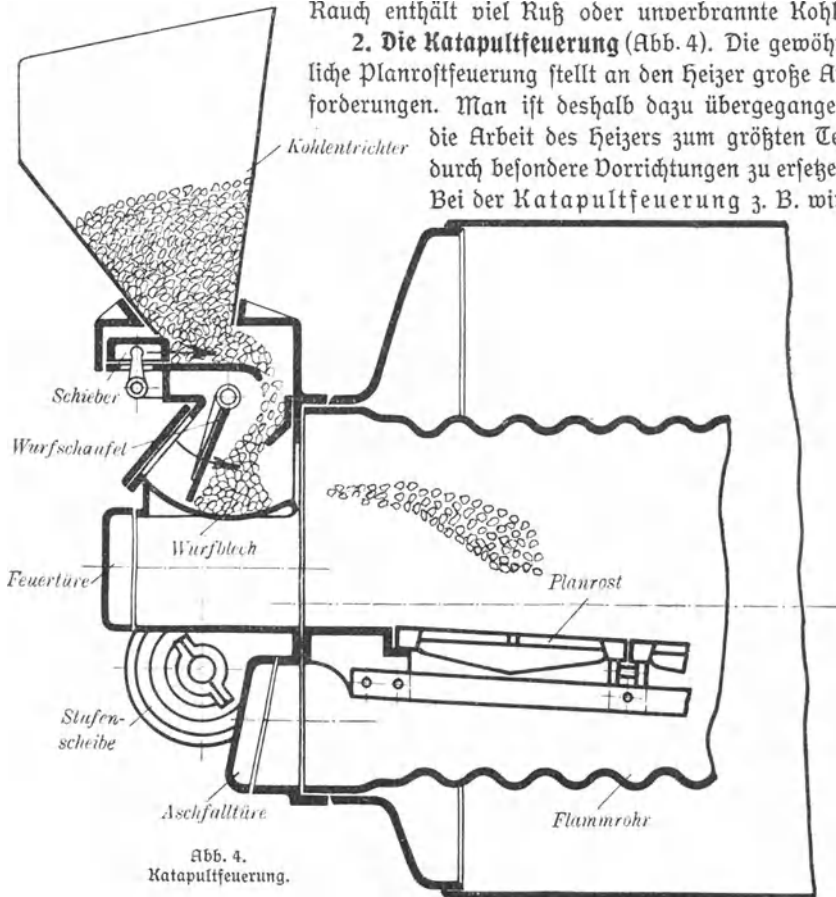 Rauch enthält viel Ruß oder unverbrannte Kohl
2. Die Katapultfeuerung (Abb. 4). Die gewöh
liche Planrostfeuerung stellt an den Heizer große A
forderungen. Man ist deshalb dazu übergegange
die Arbeit des Heizers zum größten Te
durch besondere Vorrichtungen zu ersetze
Bei der Katapultfeuerung z. B. wi
Kohlentrichter
Schieber
Wurfschaufel
Wurfblech
Feuertüre
Planrost
Stufen-
scheibe
Aschfalltüre
Flammrohr
Abb. 4.
Katapultfeuerung.